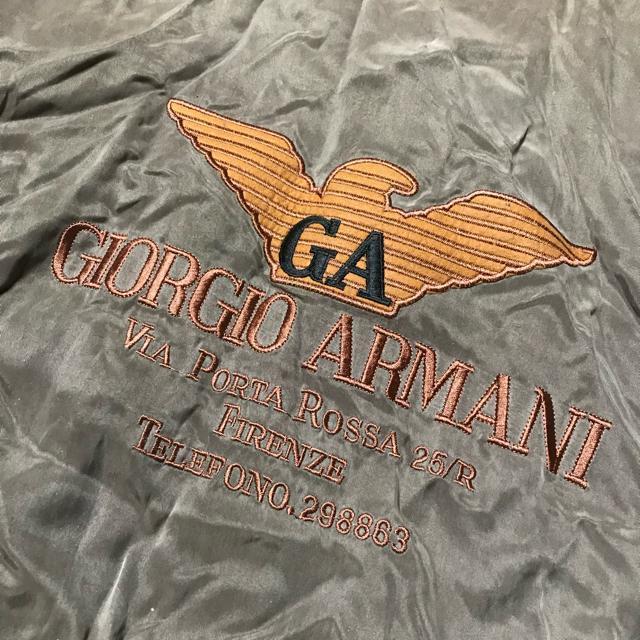 GA
GIORGIO ARMANI
VIA PORTA ROSSA 25/R
FIRENZE
TELEFONO.298863